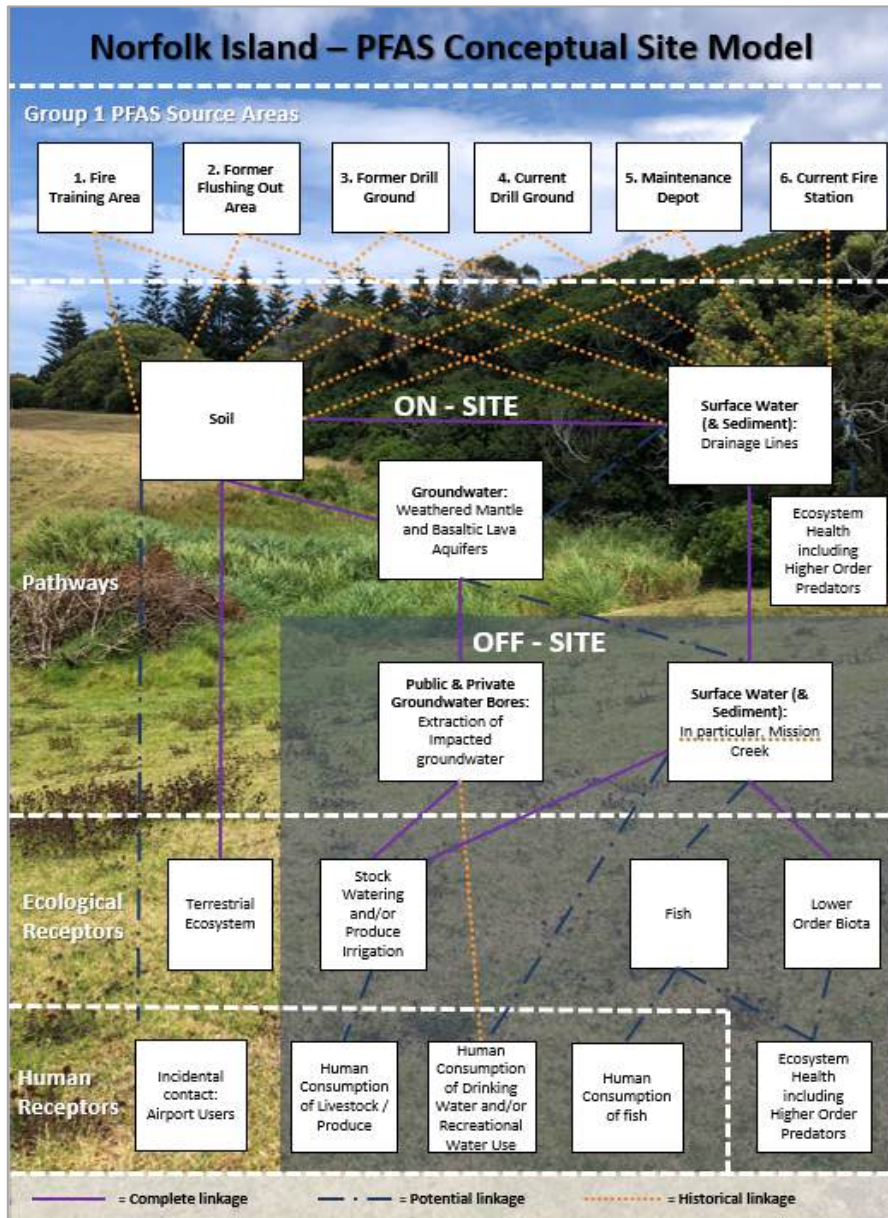 Norfolk Island – PFAS Conceptual Site Model
Group 1 PFAS Source Areas
1. Fire
Training Area
2. Former
Flushing Out
Area
3. Former Drill
Ground
4. Current
Drill Ground
5. Maintenance
Depot
6. Current Fire
Station
Soil
ON - SITE
Surface Water
(& Sediment):
Drainage Lines
Groundwater:
Weathered Mantle
and Basaltic Lava
Aquifers
Ecosystem
Health
including
Higher Order
Predators
Pathways
OFF - SITE
Public & Private
Groundwater Bores:
Extraction of
Impacted
groundwater
Surface Water (&
Sediment):
In particular, Mission
Creek
Ecological
Receptors
Terrestrial
Ecosystem
Stock
Watering
and/or
Produce
Irrigation
Fish
Lower
Order Biota
Human
Receptors
Incidental
contact:
Airport Users
Human
Consumption
of Livestock /
Produce
Human
Consumption
of Drinking
Water and/or
Recreational
Water Use
Human
Consumption
of fish
Ecosystem
Health
including
Higher Order
Predators
= Complete linkage
= Potential linkage
= Historical linkage